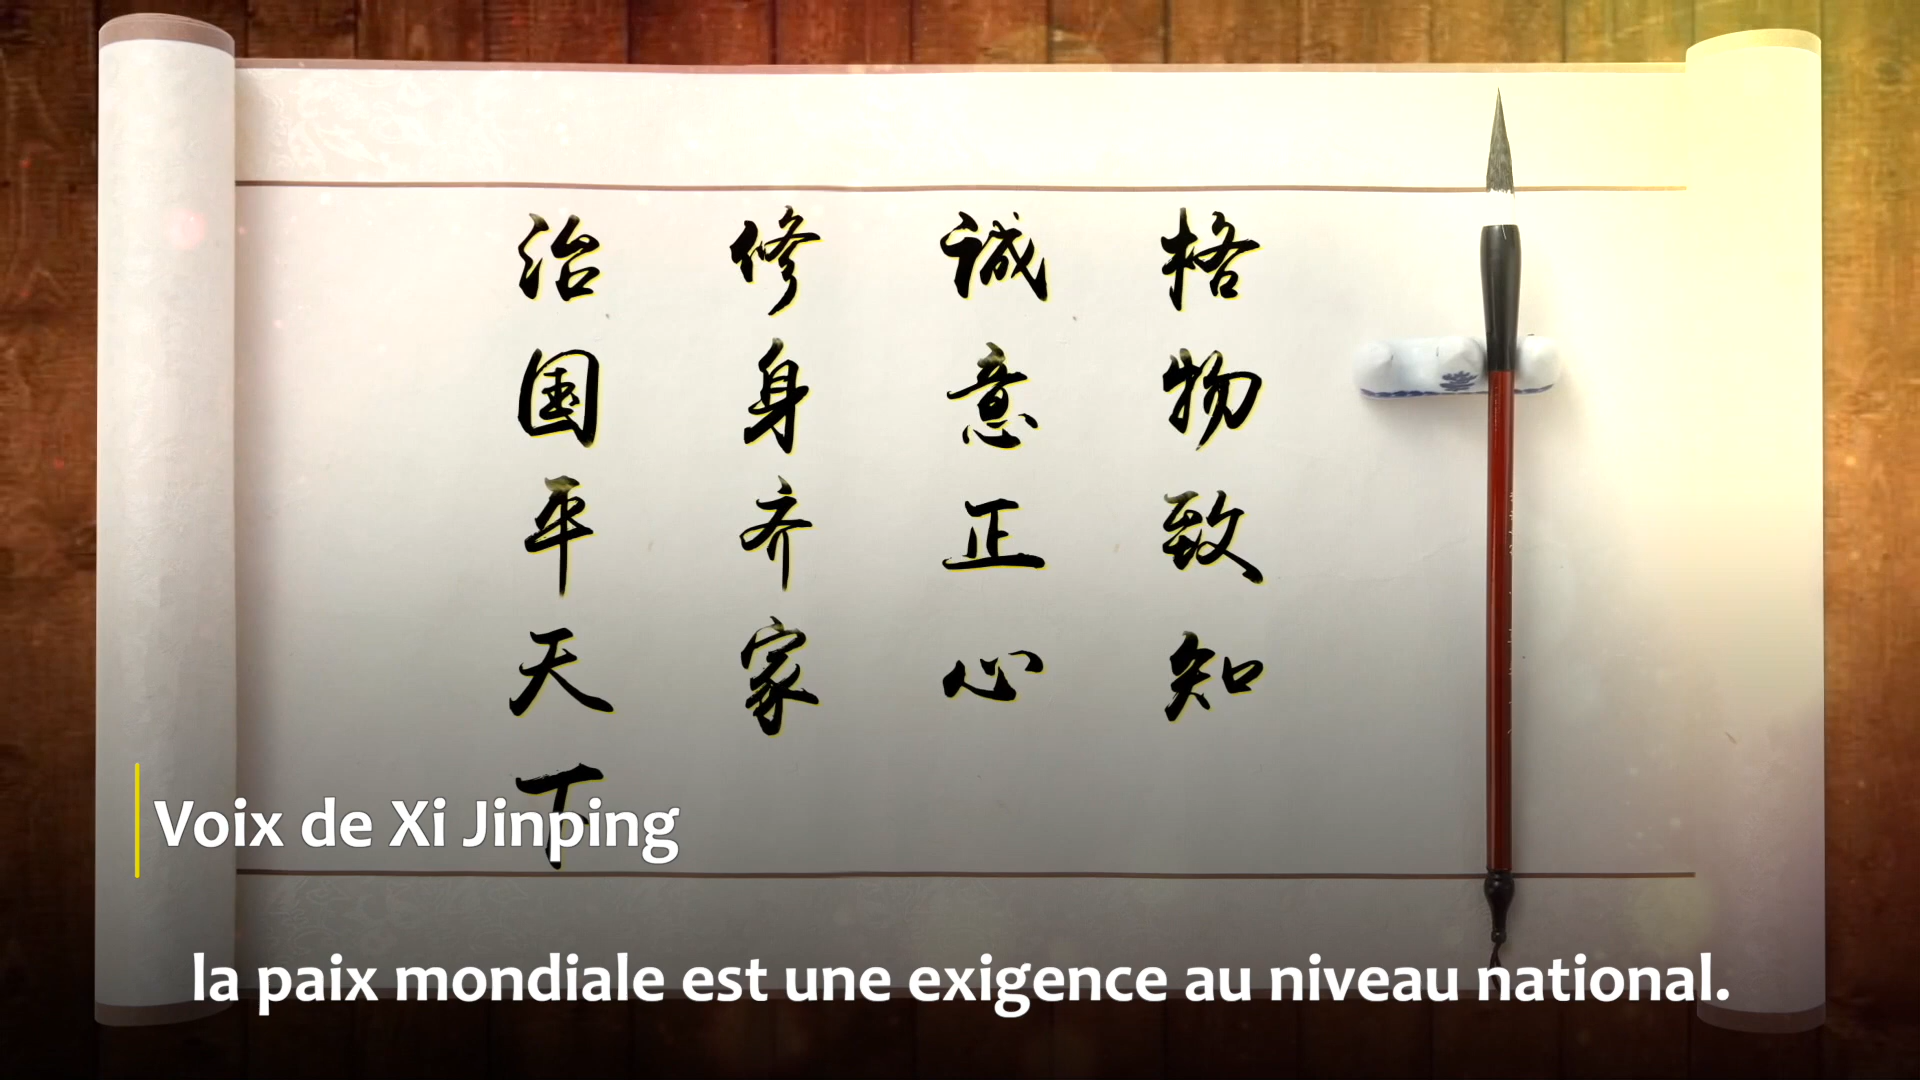 格物致知
诚意正心
修身齐家
治国平天下
Voix de Xi Jinping
la paix mondiale est une exigence au niveau national.